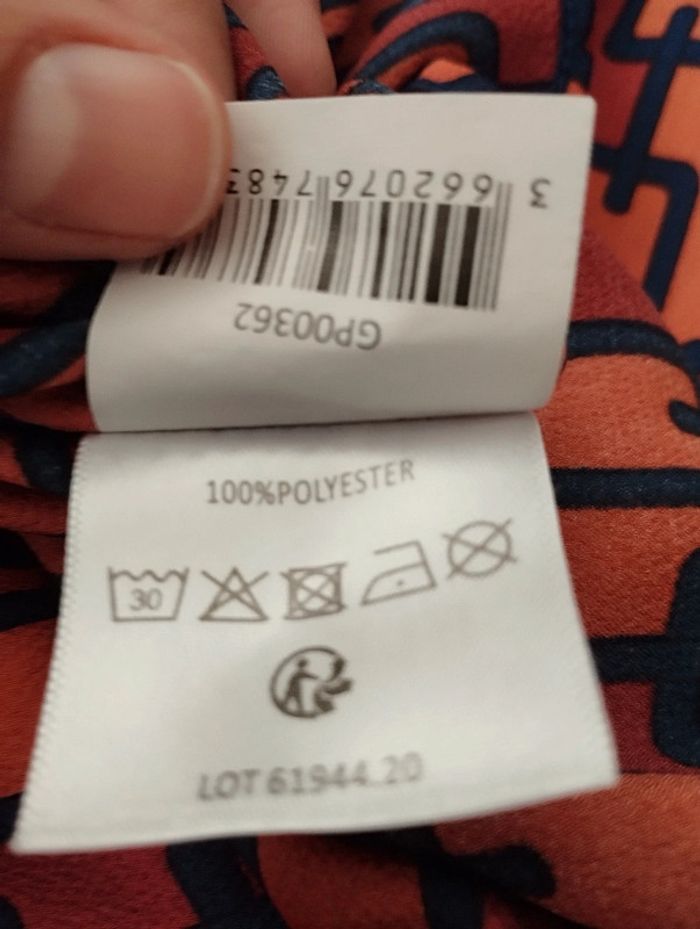 GP00362
3 662076 748
100%POLYESTER
30
LOT 61944.20